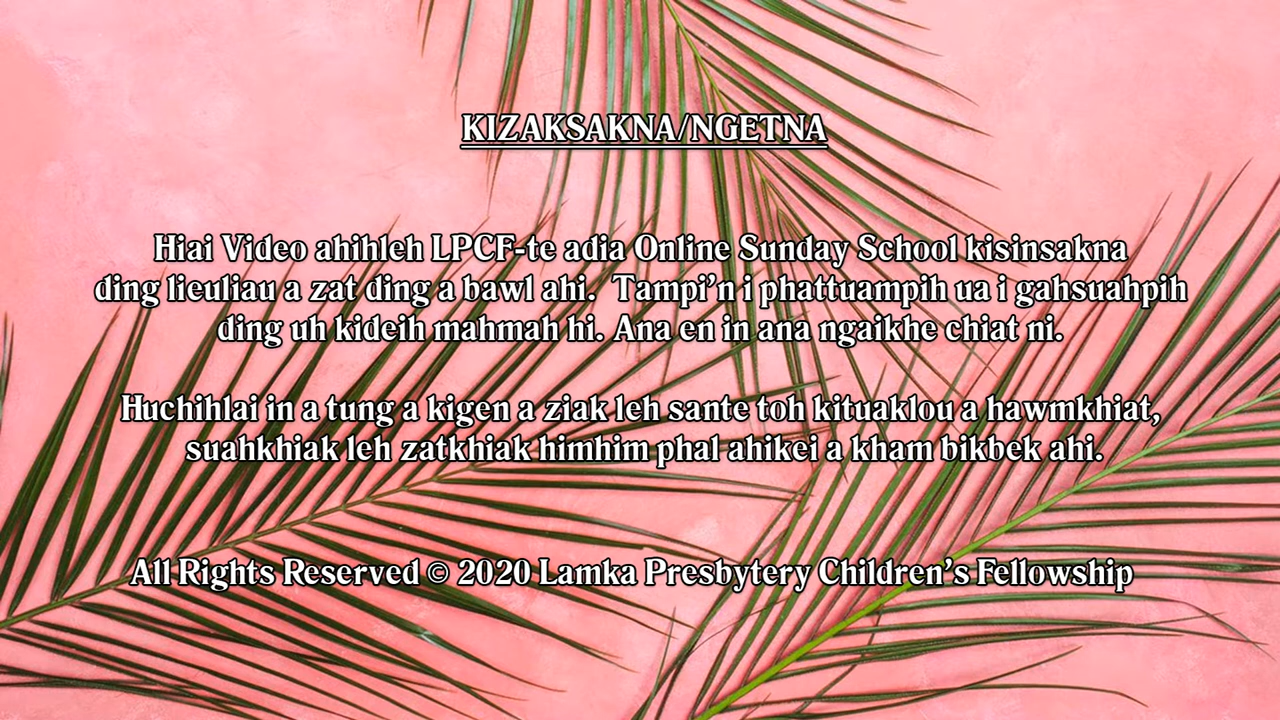 KIZAKSAKNA/NGETNA
Hiai Video ahihleh LPCF-te adia Online Sunday School kisinsakna
ding lieuliau a zat ding a bawl ahi. Tampi'n i phattuampih ua i gahsuahpih
ding uh kideih mahmah hi. Ana en in ana ngaikhe chiat ni.
Huchihlai in a tung a kigen a ziak leh sante toh kituaklou a hawmkhiat,
suahkhiak leh zatkhiak himhim phal ahikei a kham bikbek ahi.
All Rights Reserved © 2020 Lamka Presbytery Children's Fellowship